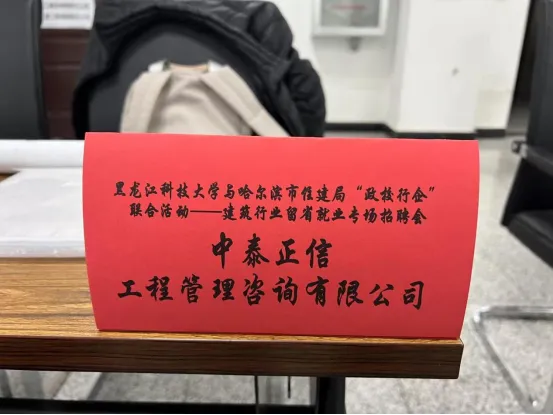 黑龙江科技大学与哈尔滨市住建局“政校行企”
联合活动——建筑行业留省就业专场招聘会
中泰正信
工程管理咨询有限公司